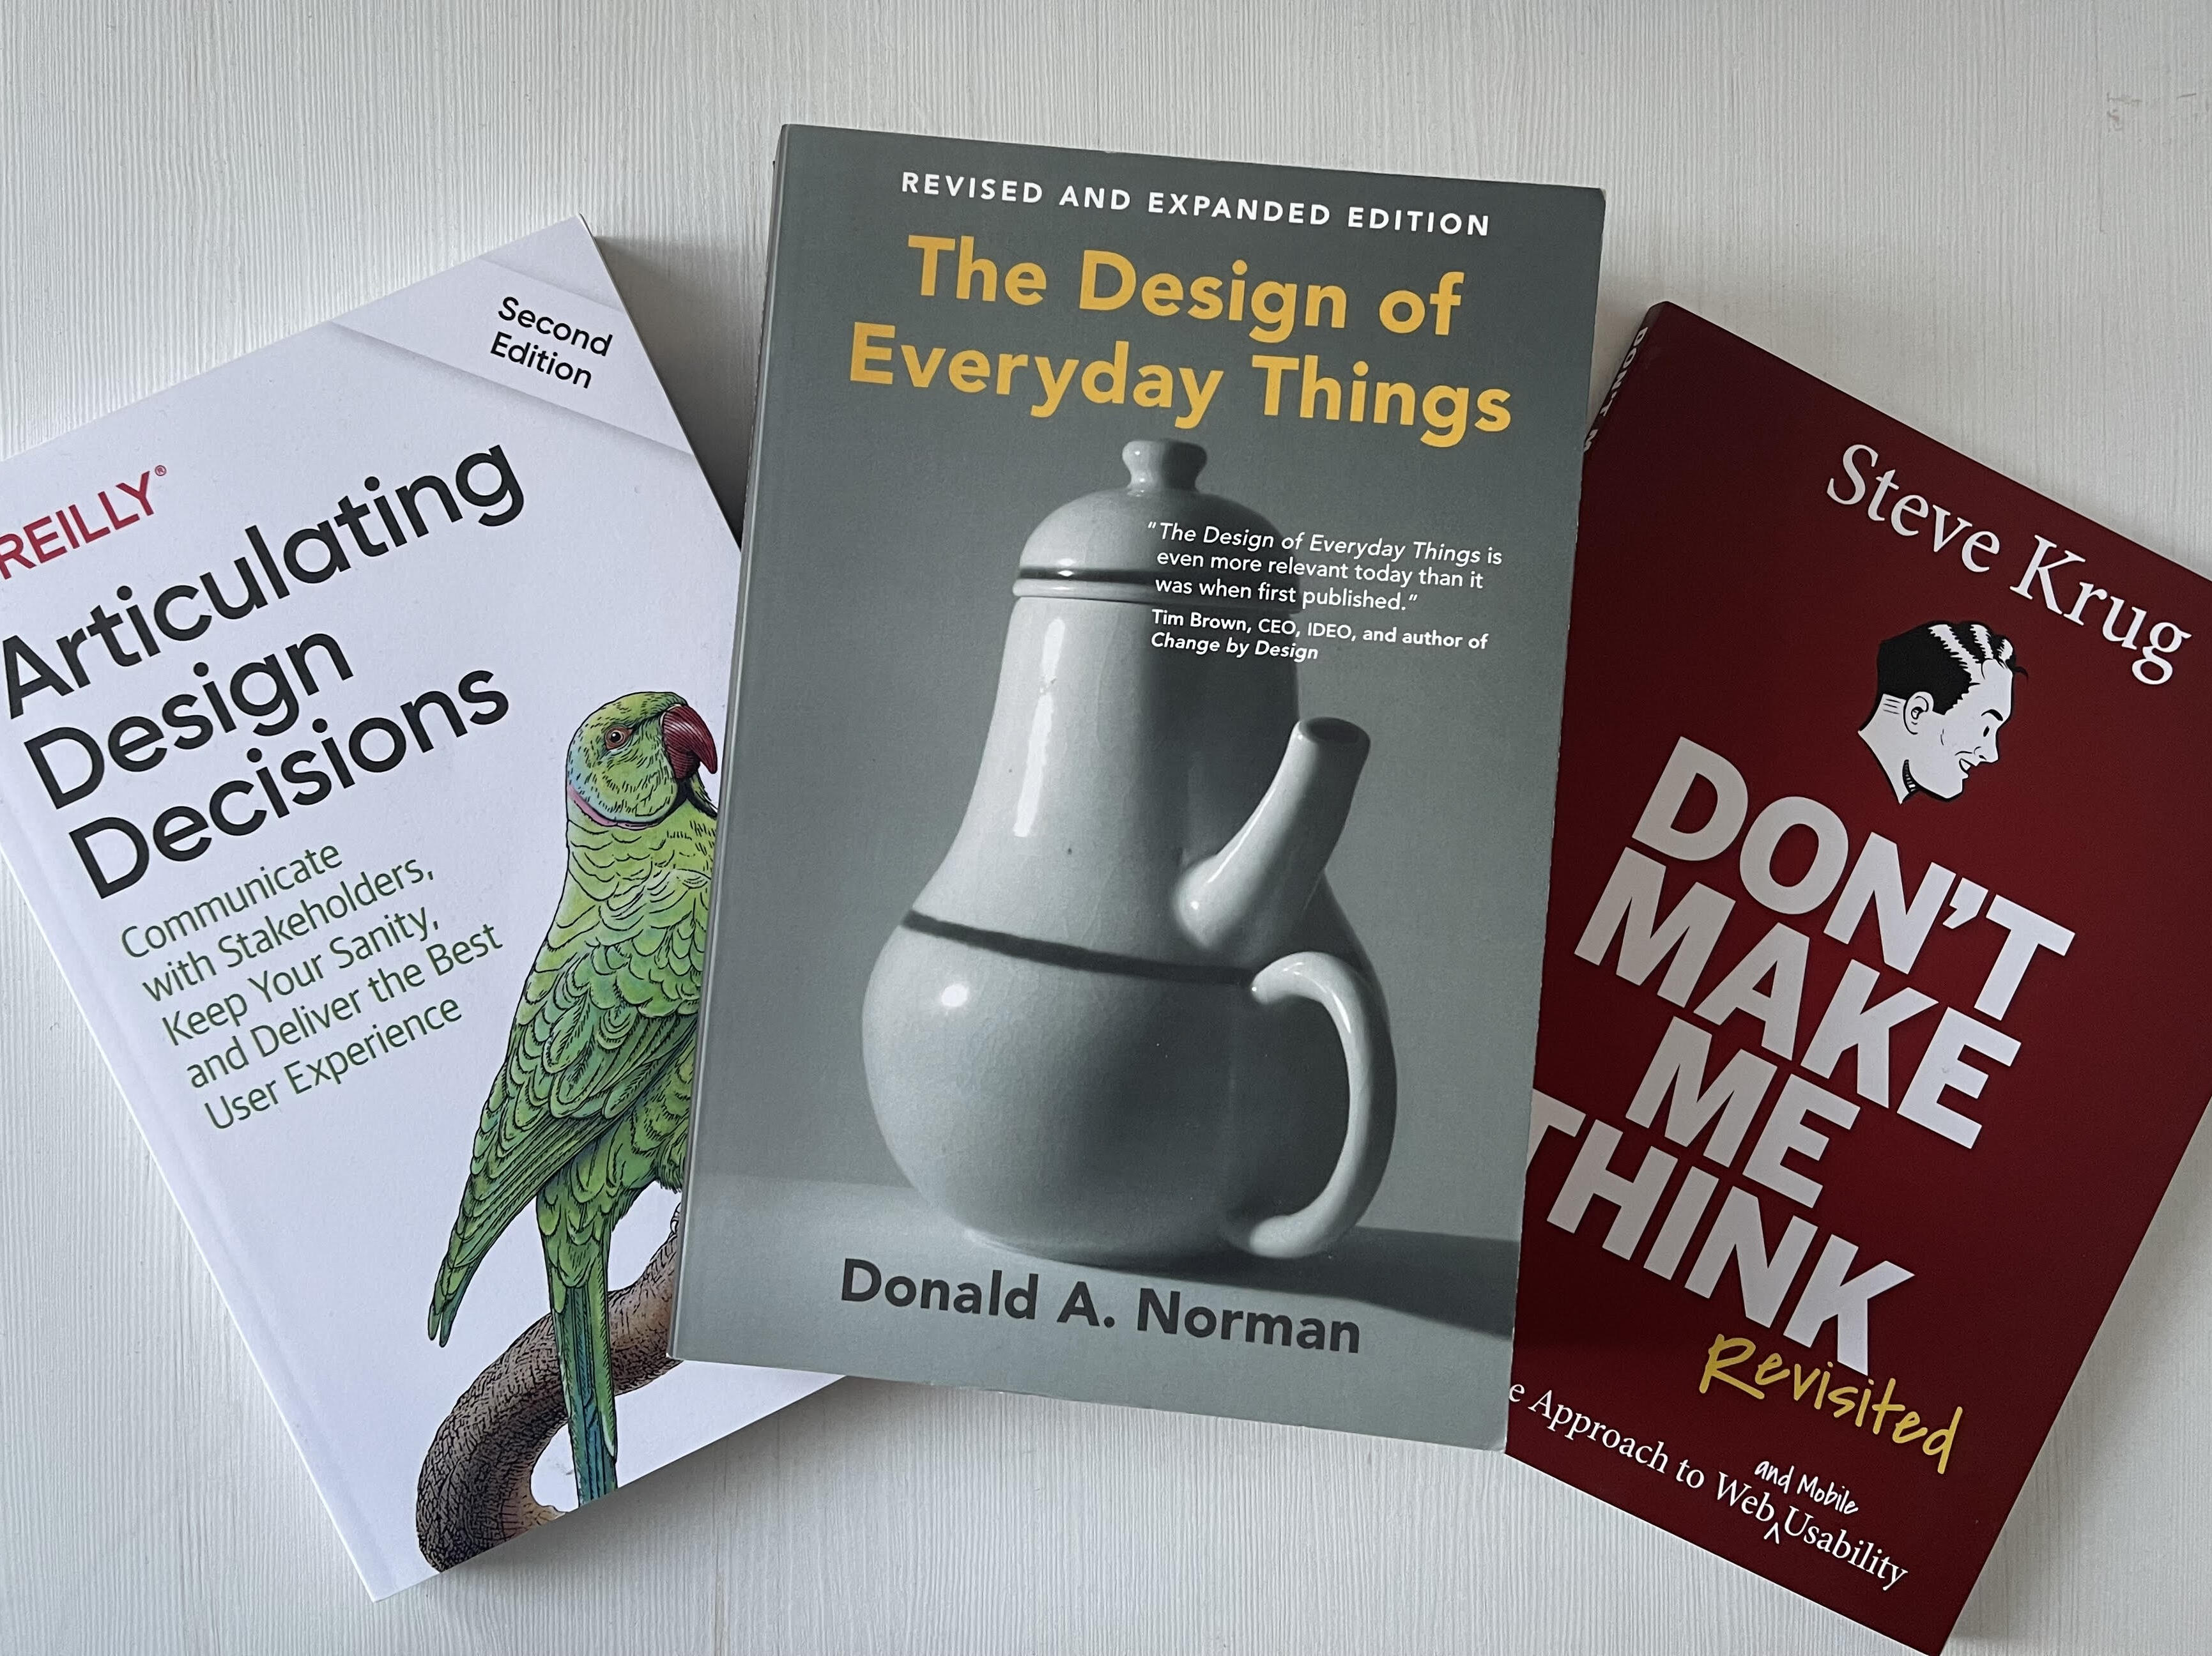 Second
Edition
REILLY®
Articulating
Design
Decisions
Communicate
with Stakeholders,
Keep Your Sanity,
and Deliver the Best
User Experience
REVISED AND EXPANDED EDITION
The Design of
Everyday Things
“The Design of Everyday Things is
even more relevant today than it
was when first published.”
Tim Brown, CEO, IDEO, and author of
Change by Design
Donald A. Norman
DON'T M
Steve Krug
DON'T
MAKE
ME
THINK
Revisited
e Approach to Web Usability
and Mobile